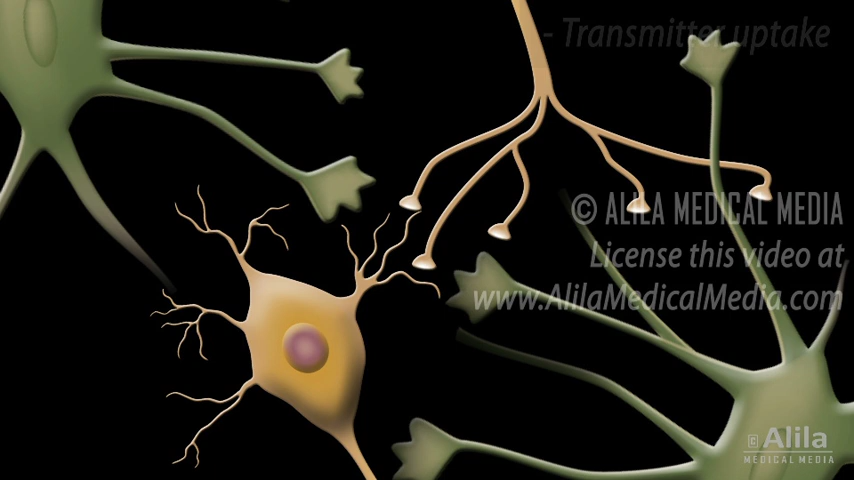 - Transmitter uptake
© ALILA MEDICAL MEDIA
License this video at
www.AlilaMedicalMedia.com
C Alila
MEDICAL MEDIA